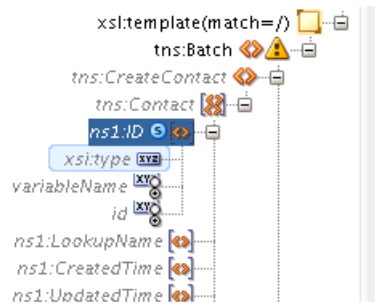 xsl:template(match=/)
tns:Batch
tns:CreateContact
tns:Contact
ns1:ID
xsi:type
variableName
id
ns1:LookupName
ns1:CreatedTime
ns1:UpdatedTime